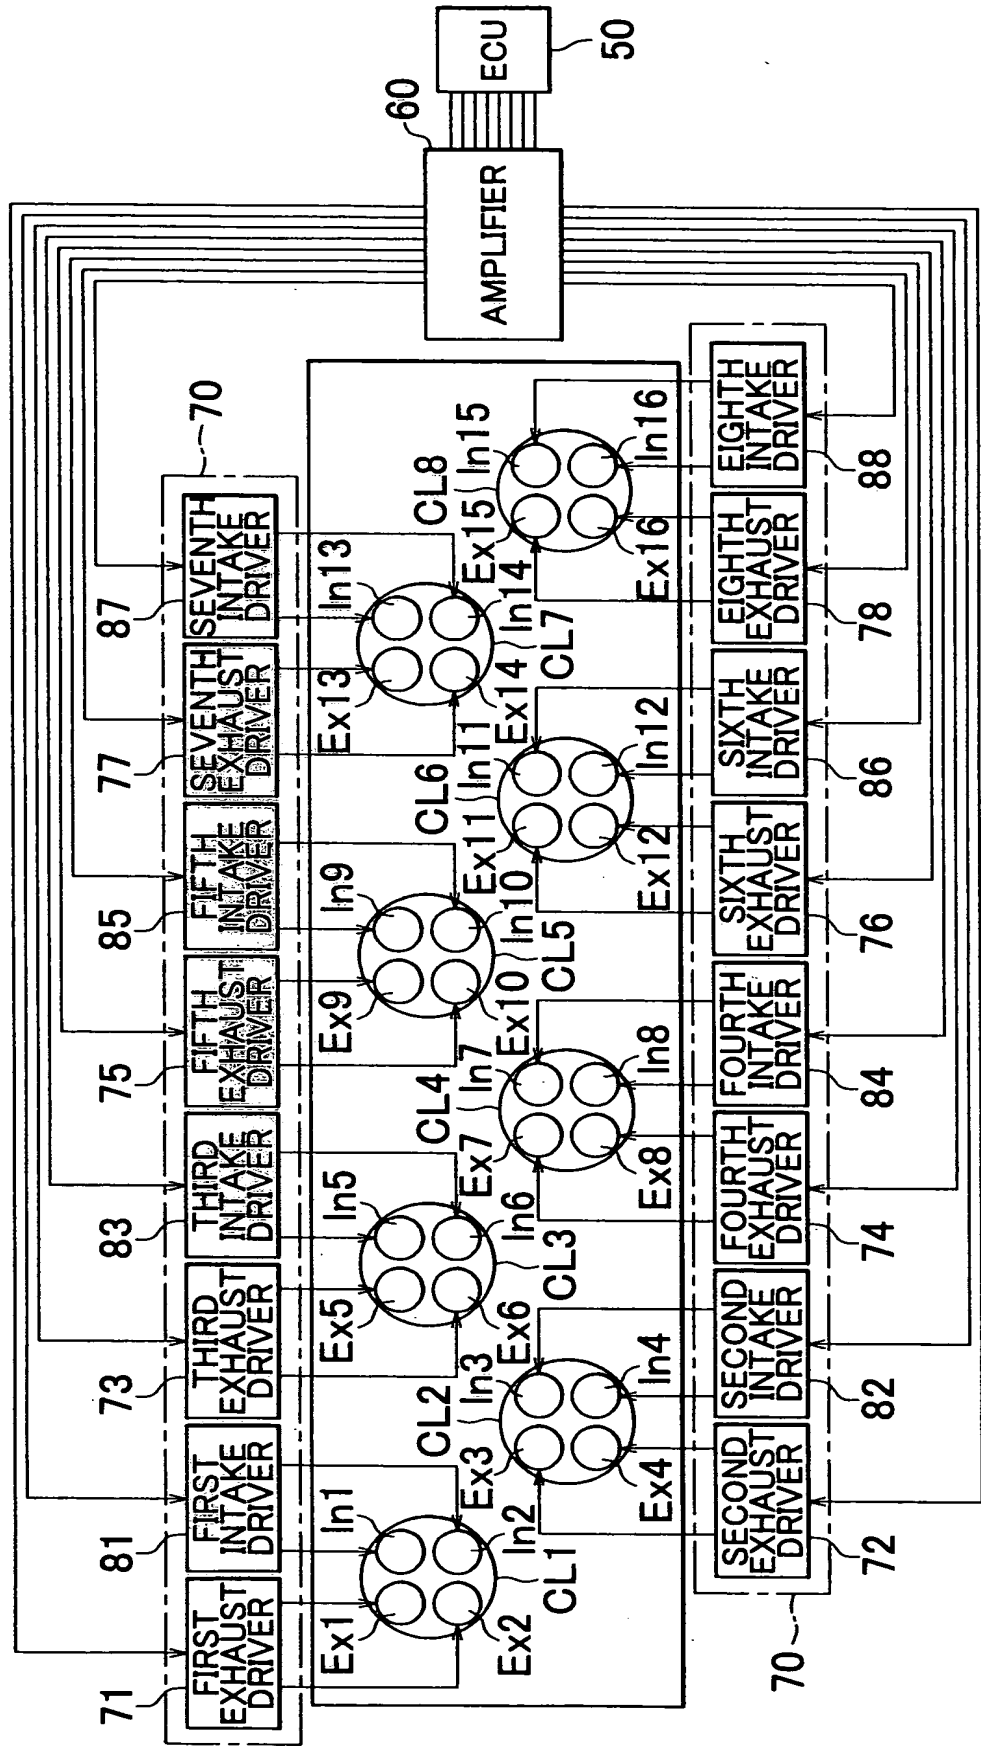 71
81
73
83
75
85
77
87
70
60
50
FIRST
EXHAUST
DRIVER
FIRST
INTAKE
DRIVER
THIRD
EXHAUST
DRIVER
THIRD
INTAKE
DRIVER
FIFTH
EXHAUST
DRIVER
FIFTH
INTAKE
DRIVER
SEVENTH
EXHAUST
DRIVER
SEVENTH
INTAKE
DRIVER
AMPLIFIER
ECU
Ex1
In1
Ex5
In5
Ex9
In9
Ex13
In13
Ex2
In2
CL1
Ex6
In6
CL3
Ex10
In10
CL5
Ex14
In14
CL7
Ex3
CL2
In3
Ex7
CL4
In7
Ex11
CL6
In11
Ex15
CL8
In15
Ex4
In4
Ex8
In8
Ex12
In12
Ex16
In16
SECOND
EXHAUST
DRIVER
SECOND
INTAKE
DRIVER
FOURTH
EXHAUST
DRIVER
FOURTH
INTAKE
DRIVER
SIXTH
EXHAUST
DRIVER
SIXTH
INTAKE
DRIVER
EIGHTH
EXHAUST
DRIVER
EIGHTH
INTAKE
DRIVER
70
72
82
74
84
76
86
78
88